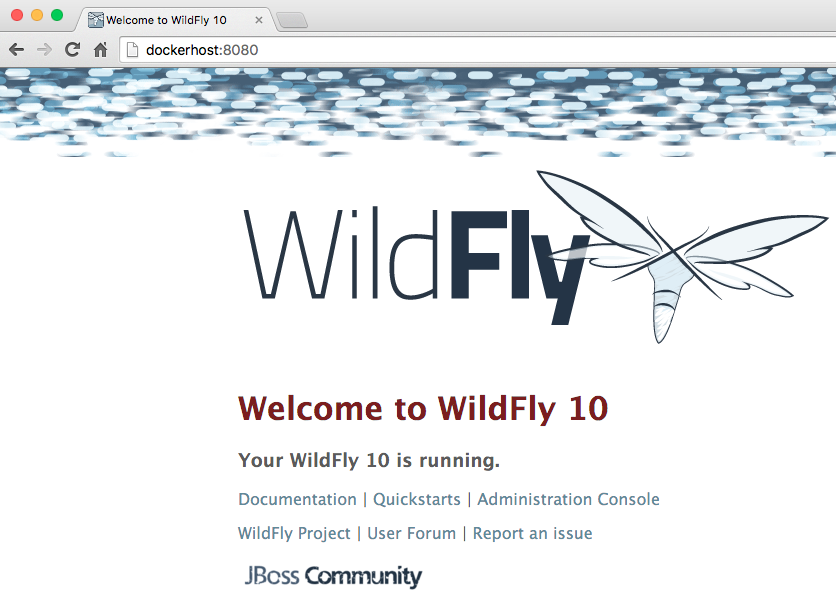 Welcome to WildFly 10
dockerhost:8080
WildFly
Welcome to WildFly 10
Your WildFly 10 is running.
Documentation | Quickstarts | Administration Console
WildFly Project | User Forum | Report an issue
JBoss Community